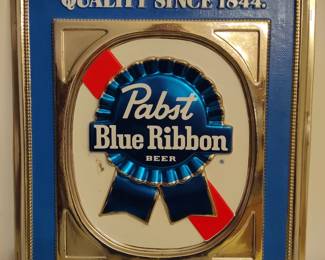 QUALITY SINCE 1844.
Pabst
Blue Ribbon
BEER